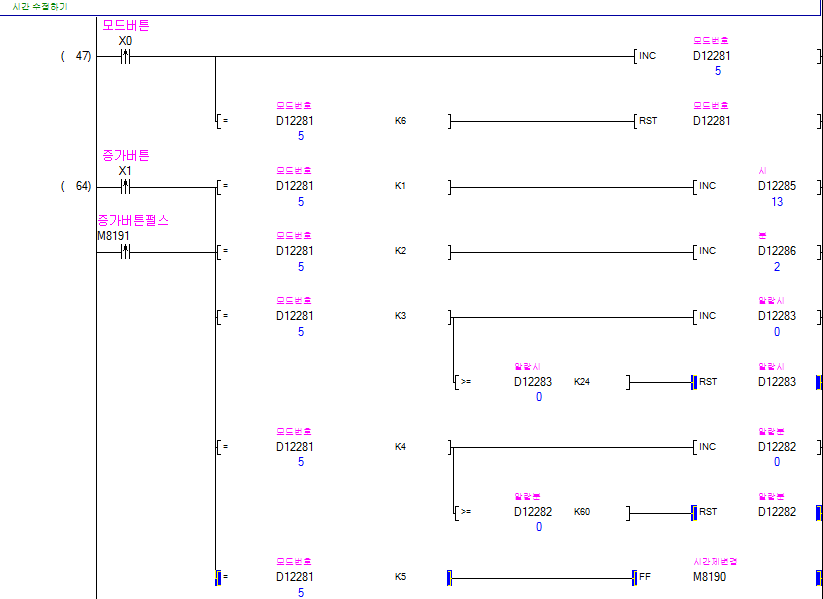 시간 수절하기
모드버튼
X0 모드번호
( 47) INC D12281
5
모드번호 모드번호
= D12281 K6 RST D12281
5
증가버튼
X1 모드번호 시
( 64) = D12281 K1 INC D12285
5 13
증가버튼펄스 모드번호 분
M8191 = D12281 K2 INC D12286
5 2
모드번호 알람시
= D12281 K3 INC D12283
5 0
알람시 알람시
>= D12283 K24 RST D12283
0
모드번호 알람분
= D12281 K4 INC D12282
5 0
알람분 알람분
>= D12282 K60 RST D12282
0
모드번호 시간제변경
= D12281 K5 FF M8190
5